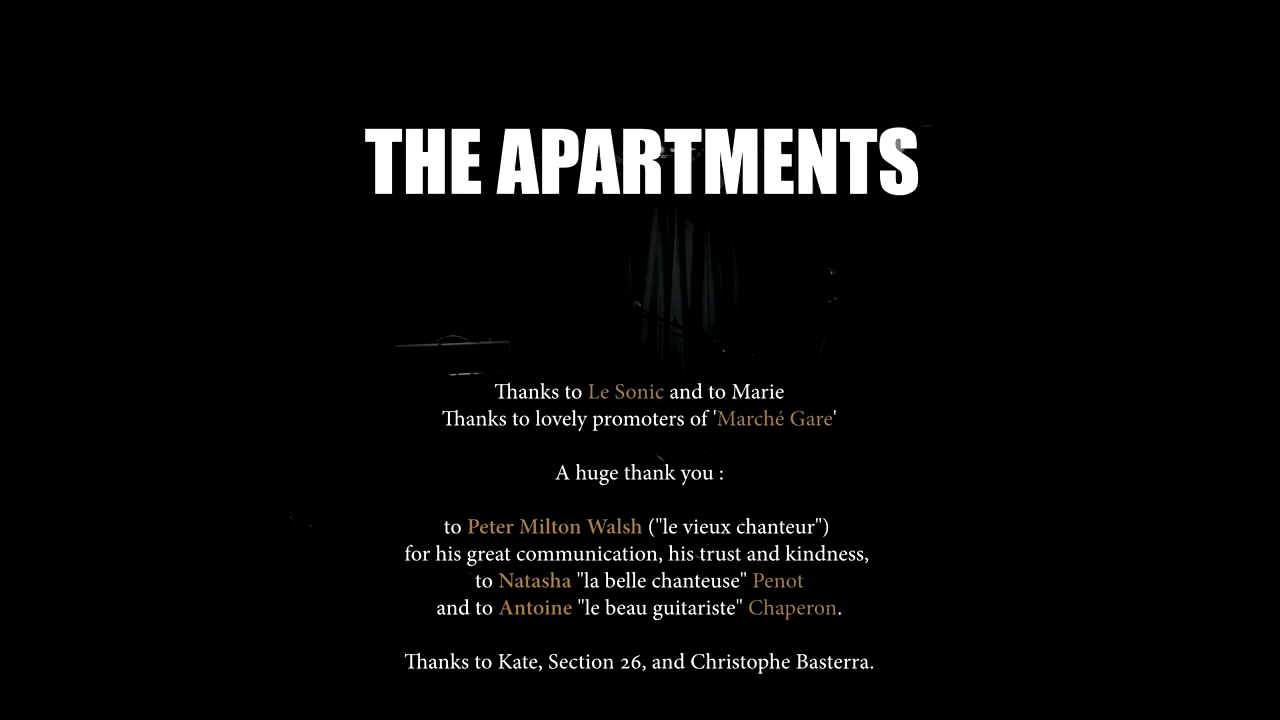 THE APARTMENTS
Thanks to Le Sonic and to Marie
Thanks to lovely promoters of 'Marché Gare'
A huge thank you :
to Peter Milton Walsh ("le vieux chanteur")
for his great communication, his trust and kindness,
to Natasha "la belle chanteuse" Penot
and to Antoine "le beau guitariste" Chaperon.
Thanks to Kate, Section 26, and Christophe Basterra.